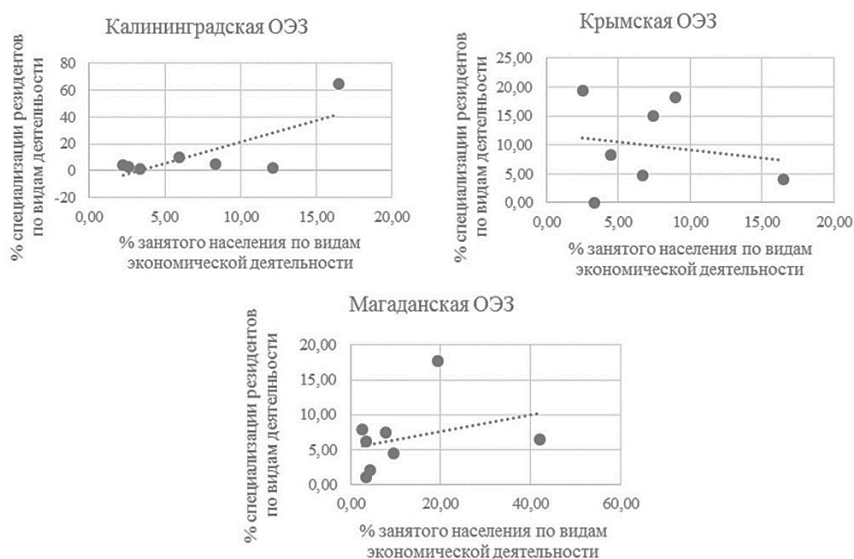 Калининградская ОЭЗ
% специализации резидентов
по видам деятельности
80
60
40
20
0
-20
0,00
5,00
10,00
15,00
20,00
% занятого населения по видам
экономической деятельности
Крымская ОЭЗ
% специализации резидентов
по видам деятельности
25,00
20,00
15,00
10,00
5,00
0,00
0,00
5,00
10,00
15,00
20,00
% занятого населения по видам
экономической деятельности
Магаданская ОЭЗ
% специализации резидентов
по видам деятельности
20,00
15,00
10,00
5,00
0,00
0,00
20,00
40,00
60,00
% занятого населения по видам
экономической деятельности